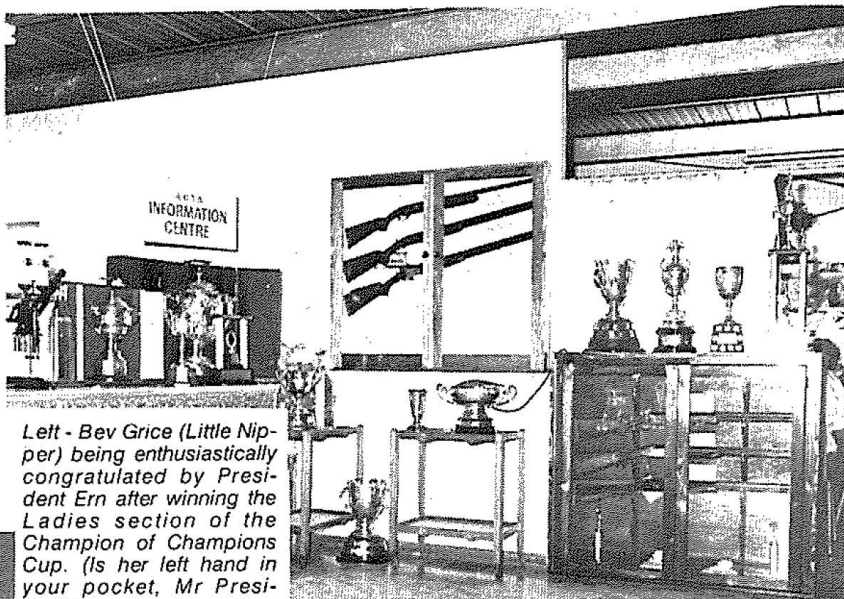 ACTA
INFORMATION
CENTRE
Left - Bev Grice (Little Nip-
per) being enthusiastically
congratulated by Presi-
dent Ern after winning the
Ladies section of the
Champion of Champions
Cup. (Is her left hand in
your pocket, Mr Presi-